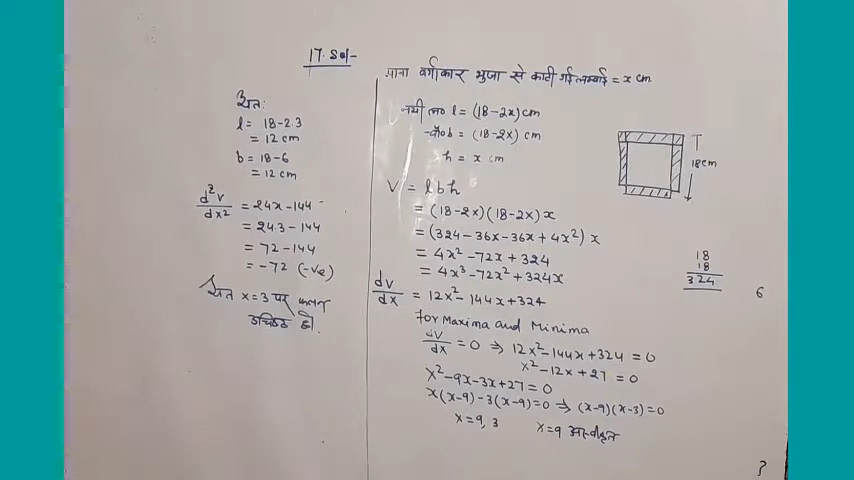 17. Sol-
माना वर्गाकार भुजा से काटी गई लम्बाई = x cm
नयी ल० l = (18-2x) cm
चौ० b = (18-2x) cm
h = x cm
18 cm
V = l b h
= (18-2x)(18-2x) x
= (324-36x-36x+4x²) x
= 4x²-72x+324
= 4x³-72x²+324x
dv/dx = 12x²-144x+324
for Maxima and Minima
dv/dx = 0 ⇒ 12x²-144x+324 = 0
x²-12x+27 = 0
x²-9x-3x+27 = 0
x(x-9)-3(x-9)=0 ⇒ (x-9)(x-3)=0
x=9, 3 x=9 अस्वीकृत
18
18
324
6
?
अतः
l = 18-2.3
= 12 cm
b = 18-6
= 12 cm
d²v/dx² = 24x-144
= 24.3-144
= 72-144
= -72 (-ve)
अत x=3 पर फलन
उच्चिष्ठ हो